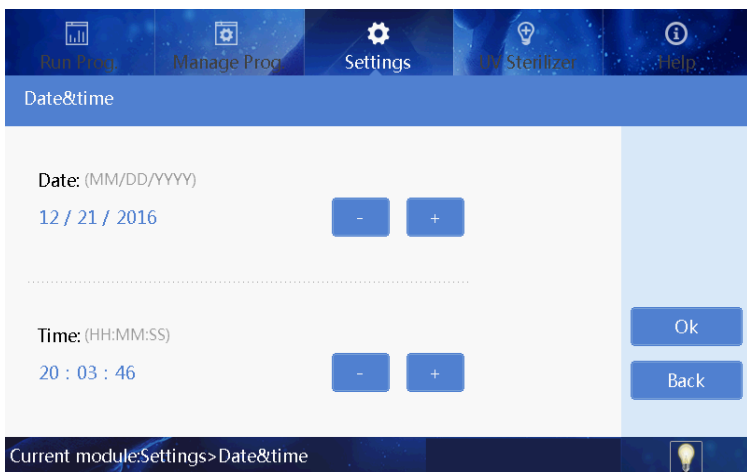 Run Prog. Manage Prog. Settings UV Sterilizer Help
Date&time
Date: (MM/DD/YYYY)
12 / 21 / 2016
- +
Time: (HH:MM:SS)
20 : 03 : 46
- +
Ok
Back
Current module:Settings>Date&time